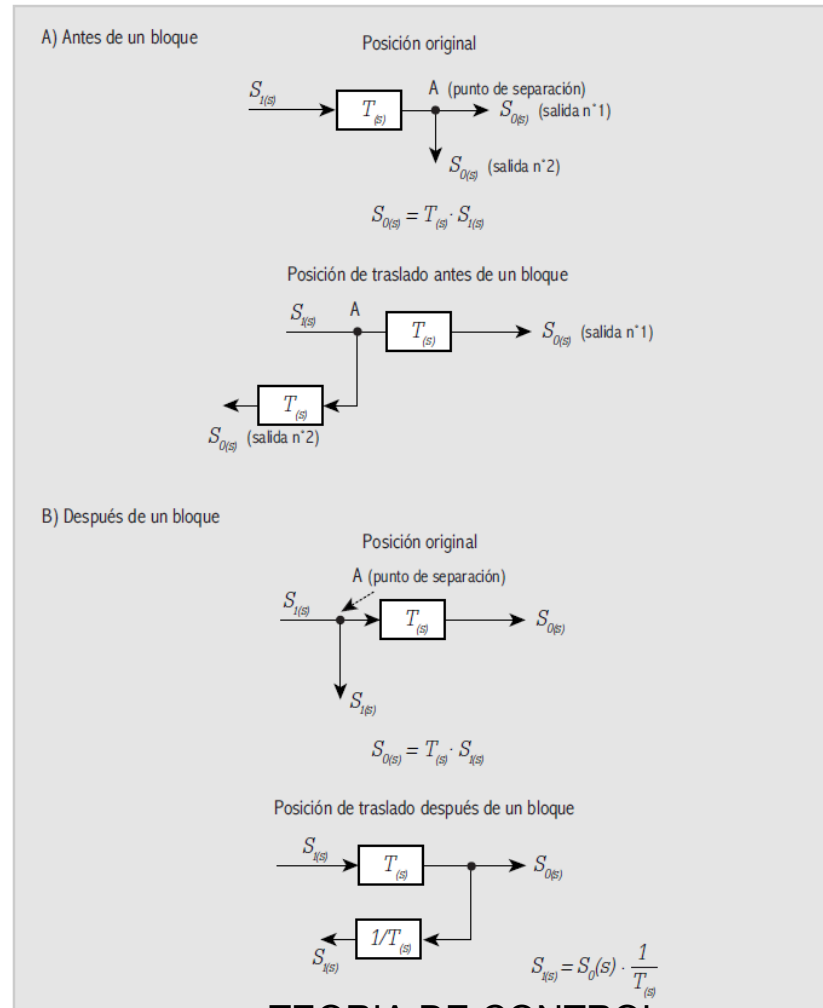 A) Antes de un bloque
Posición original
S1(s)
T(s)
A (punto de separación)
S0(s) (salida n°1)
S0(s) (salida n°2)
S0(s) = T(s) · S1(s)
Posición de traslado antes de un bloque
S1(s)
A
T(s)
S0(s) (salida n°1)
T(s)
S0(s) (salida n°2)
B) Después de un bloque
Posición original
A (punto de separación)
S1(s)
T(s)
S0(s)
S1(s)
S0(s) = T(s) · S1(s)
Posición de traslado después de un bloque
S1(s)
T(s)
S0(s)
1/T(s)
S1(s)
S1(s) = S0(s) · 1/T(s)
TEORIA DE CONTROL